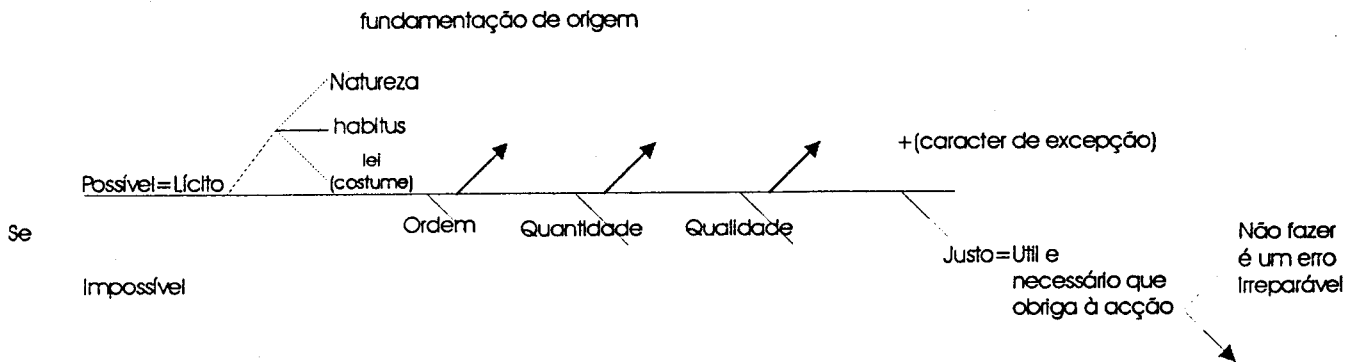 fundamentação de origem
Natureza
habitus
lei
(costume)
+(caracter de excepção)
Possível=Lícito
Ordem
Quantidade
Qualidade
Se
Impossível
Justo=Util e
necessário que
obriga à acção
Não fazer
é um erro
irreparável